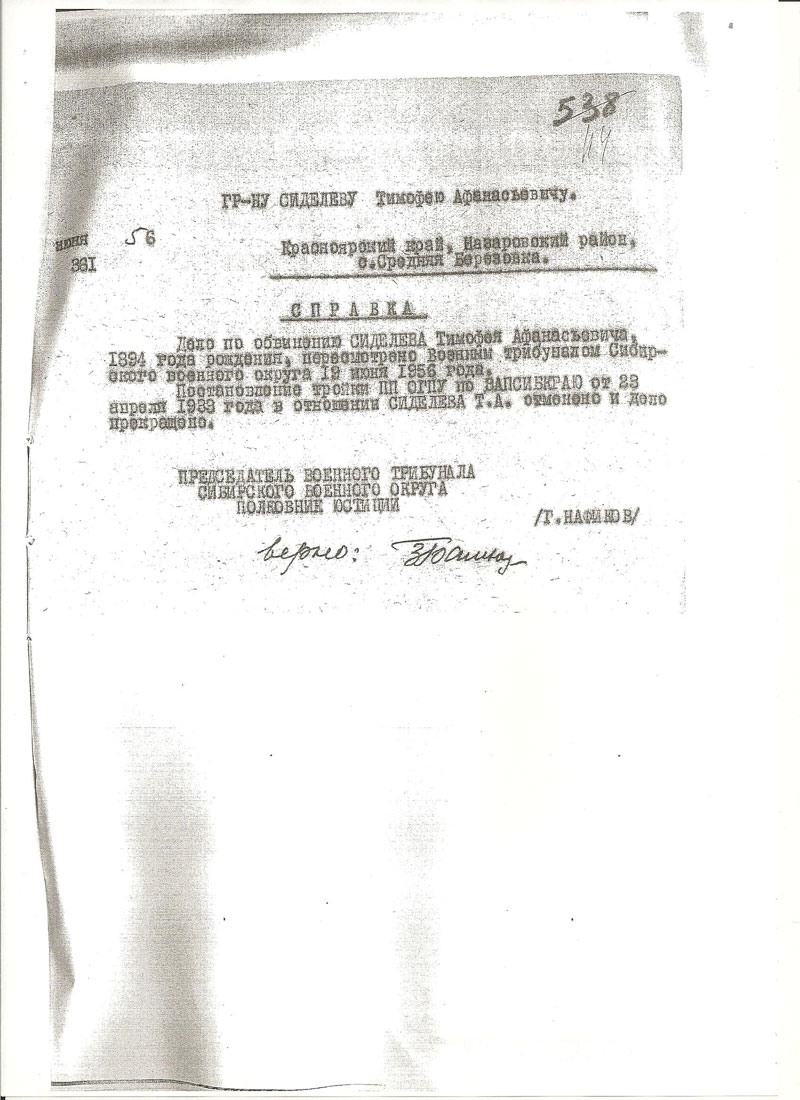 538
ГР-НУ СИДЕЛЕВУ Тимофею Афанасьевичу.
июня 56
361
Красноярский край, Назаровский район,
с.Средняя Березовка.
СПРАВКА
Дело по обвинению СИДЕЛЕВА Тимофея Афанасьевича,
1894 года рождения, пересмотрено Военным трибуналом Сибир-
ского военного округа 19 июня 1956 года.
Постановление тройки ПП ОГПУ по ЗАПСИБКРАЮ от 23
апреля 1933 года в отношении СИДЕЛЕВА Т.А. отменено и дело
прекращено.
ПРЕДСЕДАТЕЛЬ ВОЕННОГО ТРИБУНАЛА
СИБИРСКОГО ВОЕННОГО ОКРУГА
ПОЛКОВНИК ЮСТИЦИИ
/Г.НАФИКОВ/
верно: